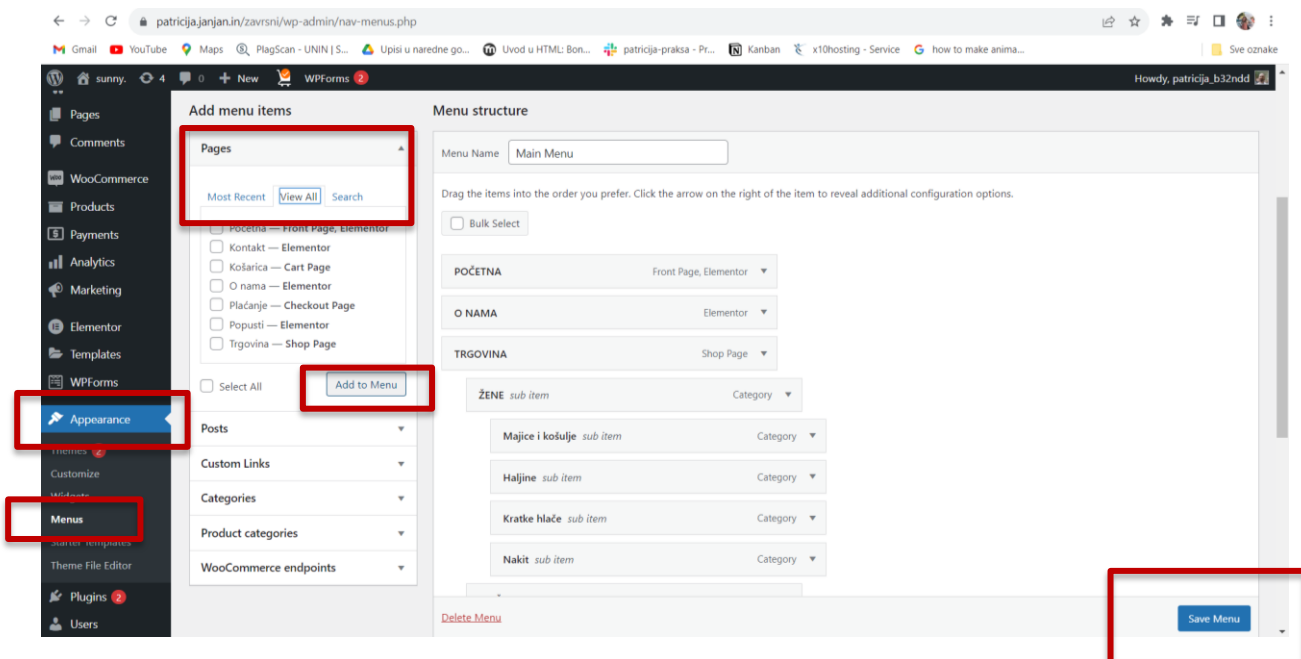 patricija.janjan.in/zavrsni/wp-admin/nav-menus.php
Gmail YouTube Maps PlagScan - UNIN | S... Upisi u naredne go... Uvod u HTML: Bon... patricija-praksa - Pr... Kanban x10hosting - Service how to make anima... Sve oznake
sunny. 4 0 New WPForms 2 Howdy, patricija_b32ndd
Pages
Comments
WooCommerce
Products
Payments
Analytics
Marketing
Elementor
Templates
WPForms
Appearance
Themes 2
Customize
Widgets
Menus
Starter Templates
Theme File Editor
Plugins 2
Users
Add menu items
Pages
Most Recent View All Search
Početna — Front Page, Elementor
Kontakt — Elementor
Košarica — Cart Page
O nama — Elementor
Plaćanje — Checkout Page
Popusti — Elementor
Trgovina — Shop Page
Select All Add to Menu
Posts
Custom Links
Categories
Product categories
WooCommerce endpoints
Menu structure
Menu Name Main Menu
Drag the items into the order you prefer. Click the arrow on the right of the item to reveal additional configuration options.
Bulk Select
POČETNA Front Page, Elementor
O NAMA Elementor
TRGOVINA Shop Page
ŽENE sub item Category
Majice i košulje sub item Category
Haljine sub item Category
Kratke hlače sub item Category
Nakit sub item Category
Delete Menu Save Menu